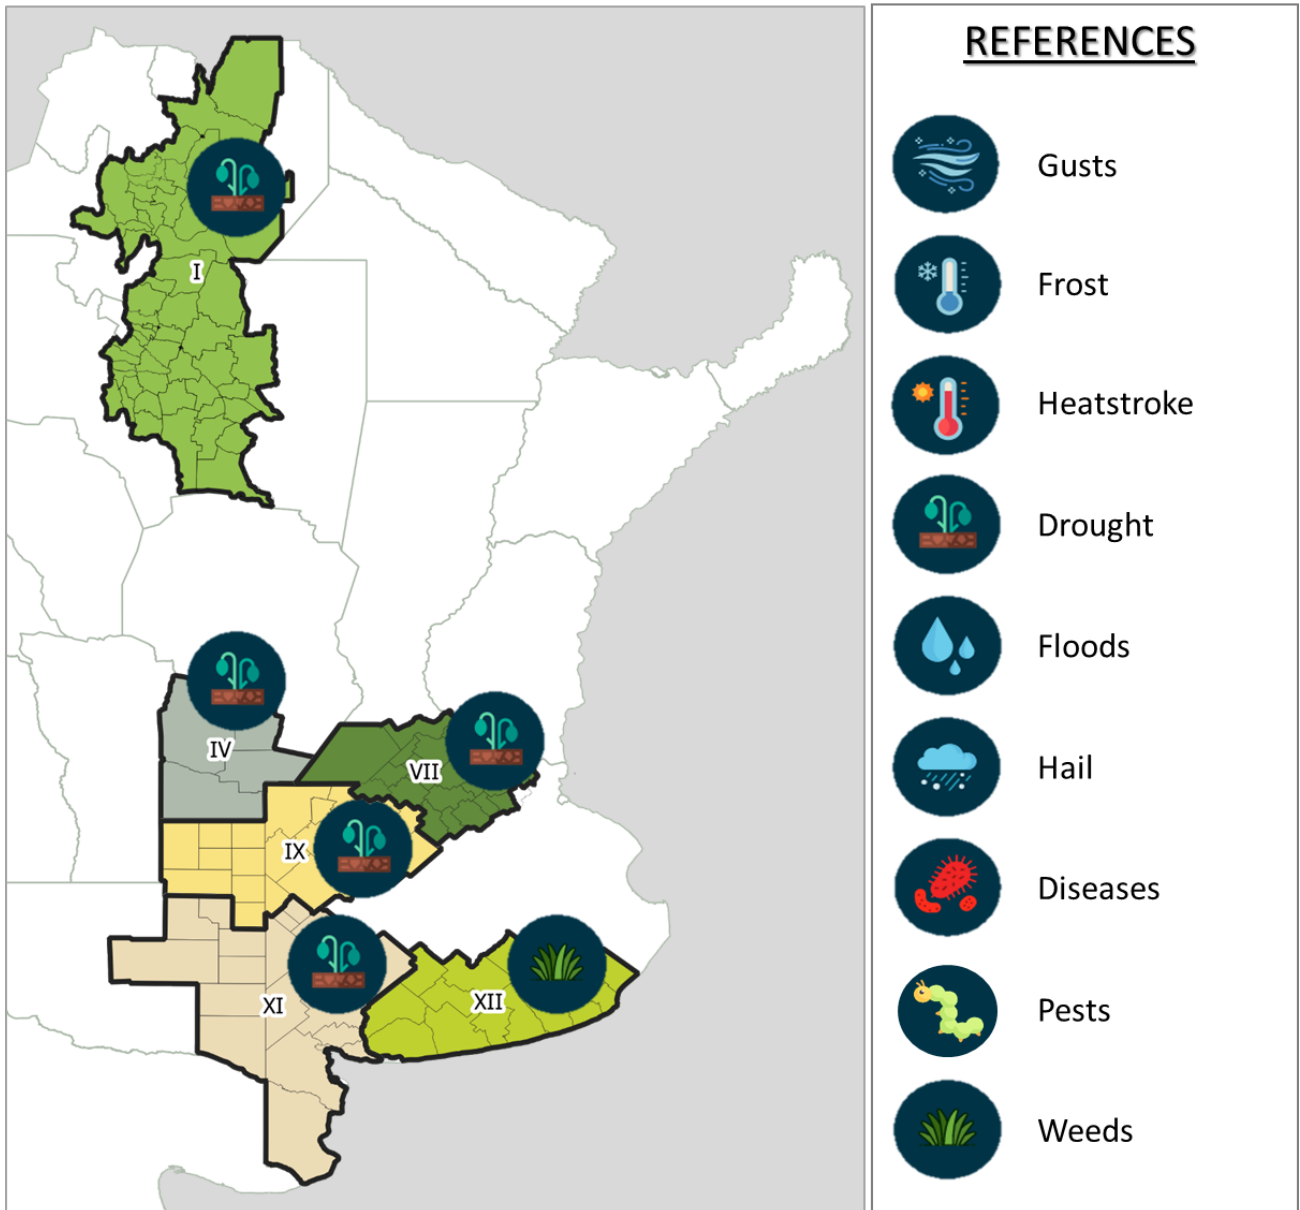 REFERENCES
Gusts
Frost
Heatstroke
Drought
Floods
Hail
Diseases
Pests
Weeds
I
IV
VII
IX
XI
XII